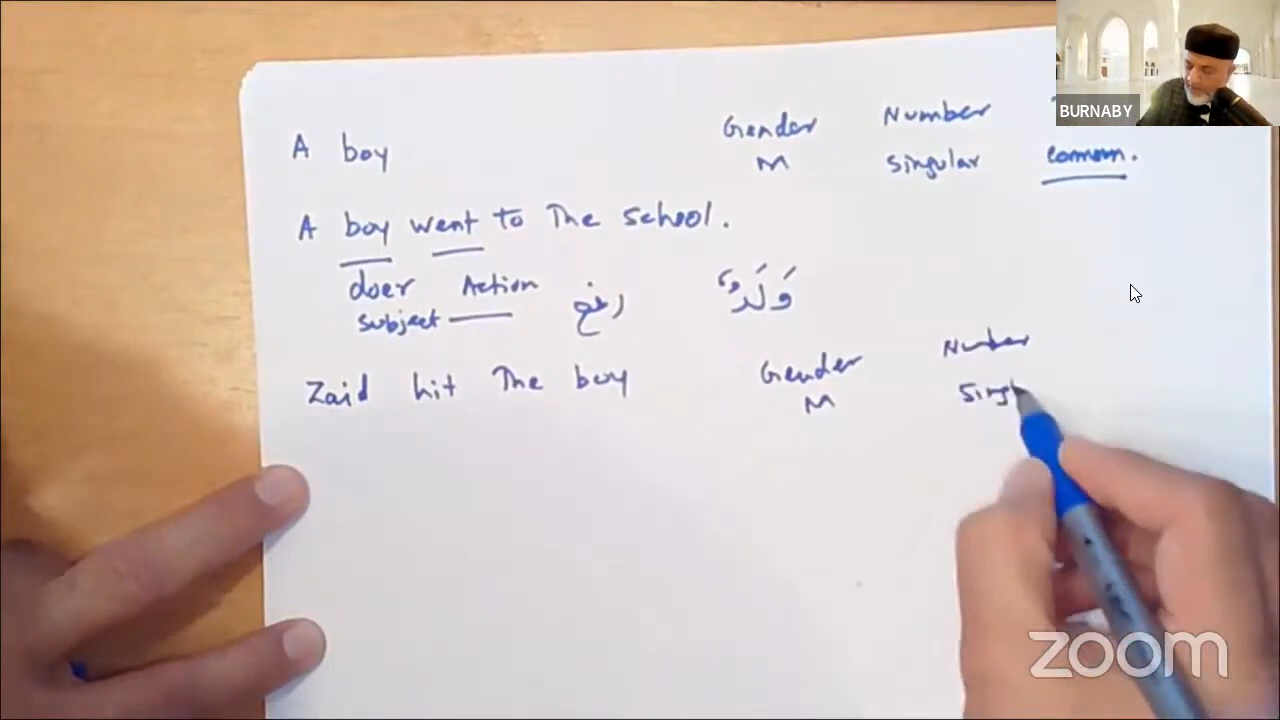 BURNABY
Gender Number
A boy M Singular common.
A boy went to The school.
doer Action
subject رفع وَلَدٌ
Number
Zaid hit The boy Gender
M Sing
zoom